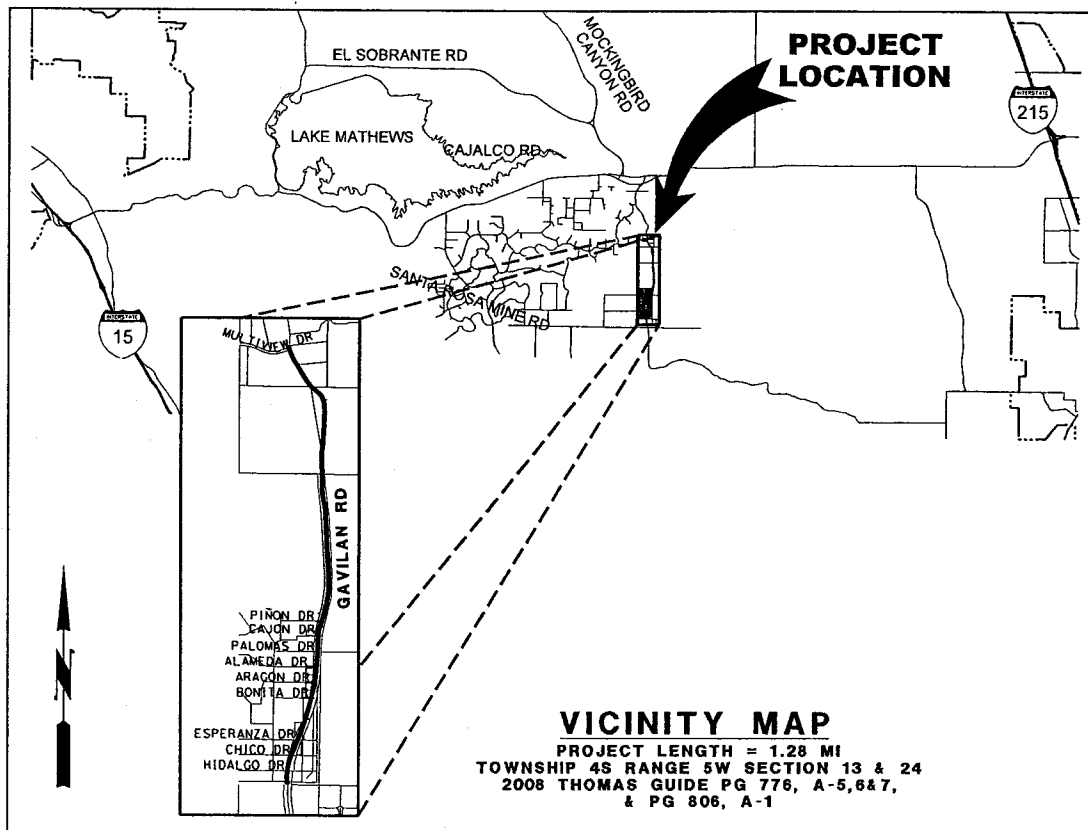 EL SOBRANTE RD
MOCKINGBIRD
CANYON RD
PROJECT
LOCATION
INTERSTATE
215
LAKE MATHEWS
CAJALCO RD
SANTA ROSA MINE RD
INTERSTATE
15
MULTIVIEW DR
GAVILAN RD
PIÑON DR
CAJON DR
PALOMAS DR
ALAMEDA DR
ARAGON DR
BONITA DR
ESPERANZA DR
CHICO DR
HIDALGO DR
N
VICINITY MAP
PROJECT LENGTH = 1.28 MI
TOWNSHIP 4S RANGE 5W SECTION 13 & 24
2008 THOMAS GUIDE PG 776, A-5,6&7,
& PG 806, A-1